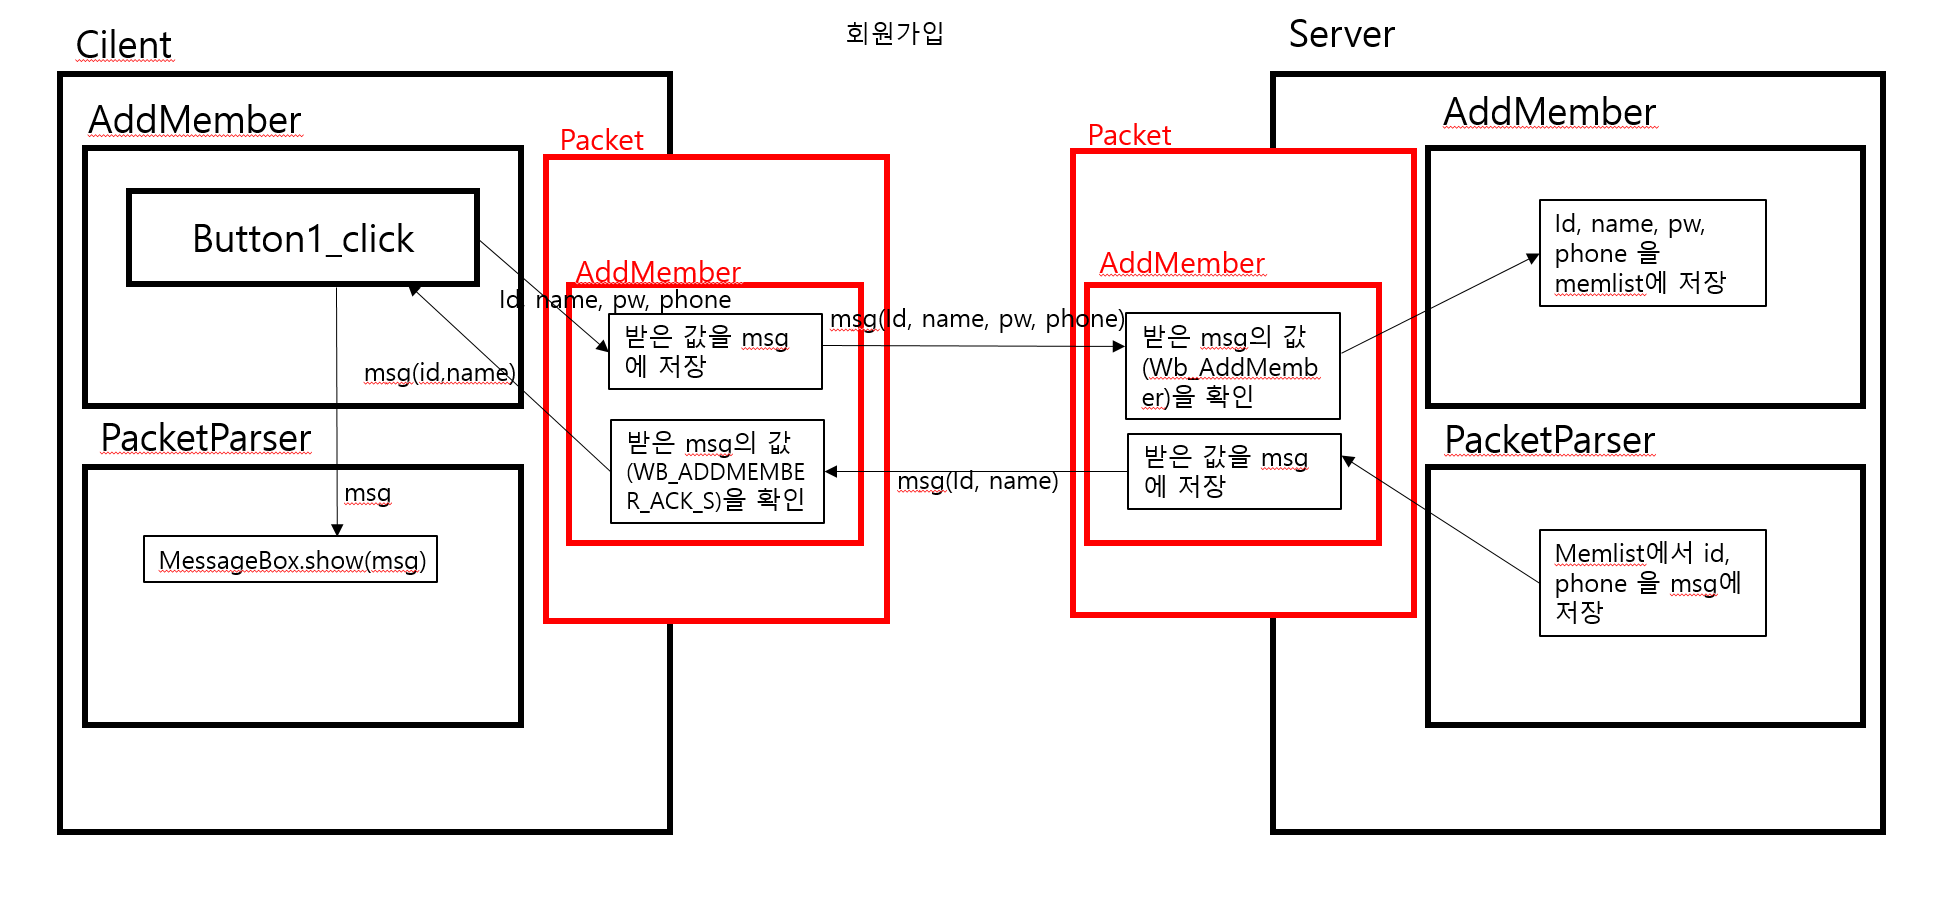 회원가입
Cilent
AddMember
Button1_click
Packet
AddMember
Id, name, pw, phone
받은 값을 msg
에 저장
msg(id,name)
받은 msg의 값
(WB_ADDMEMBE
R_ACK_S)을 확인
PacketParser
msg
MessageBox.show(msg)
msg(Id, name, pw, phone)
msg(Id, name)
Server
Packet
AddMember
받은 msg의 값
(Wb_AddMemb
er)을 확인
받은 값을 msg
에 저장
AddMember
Id, name, pw,
phone 을
memlist에 저장
PacketParser
Memlist에서 id,
phone 을 msg에
저장